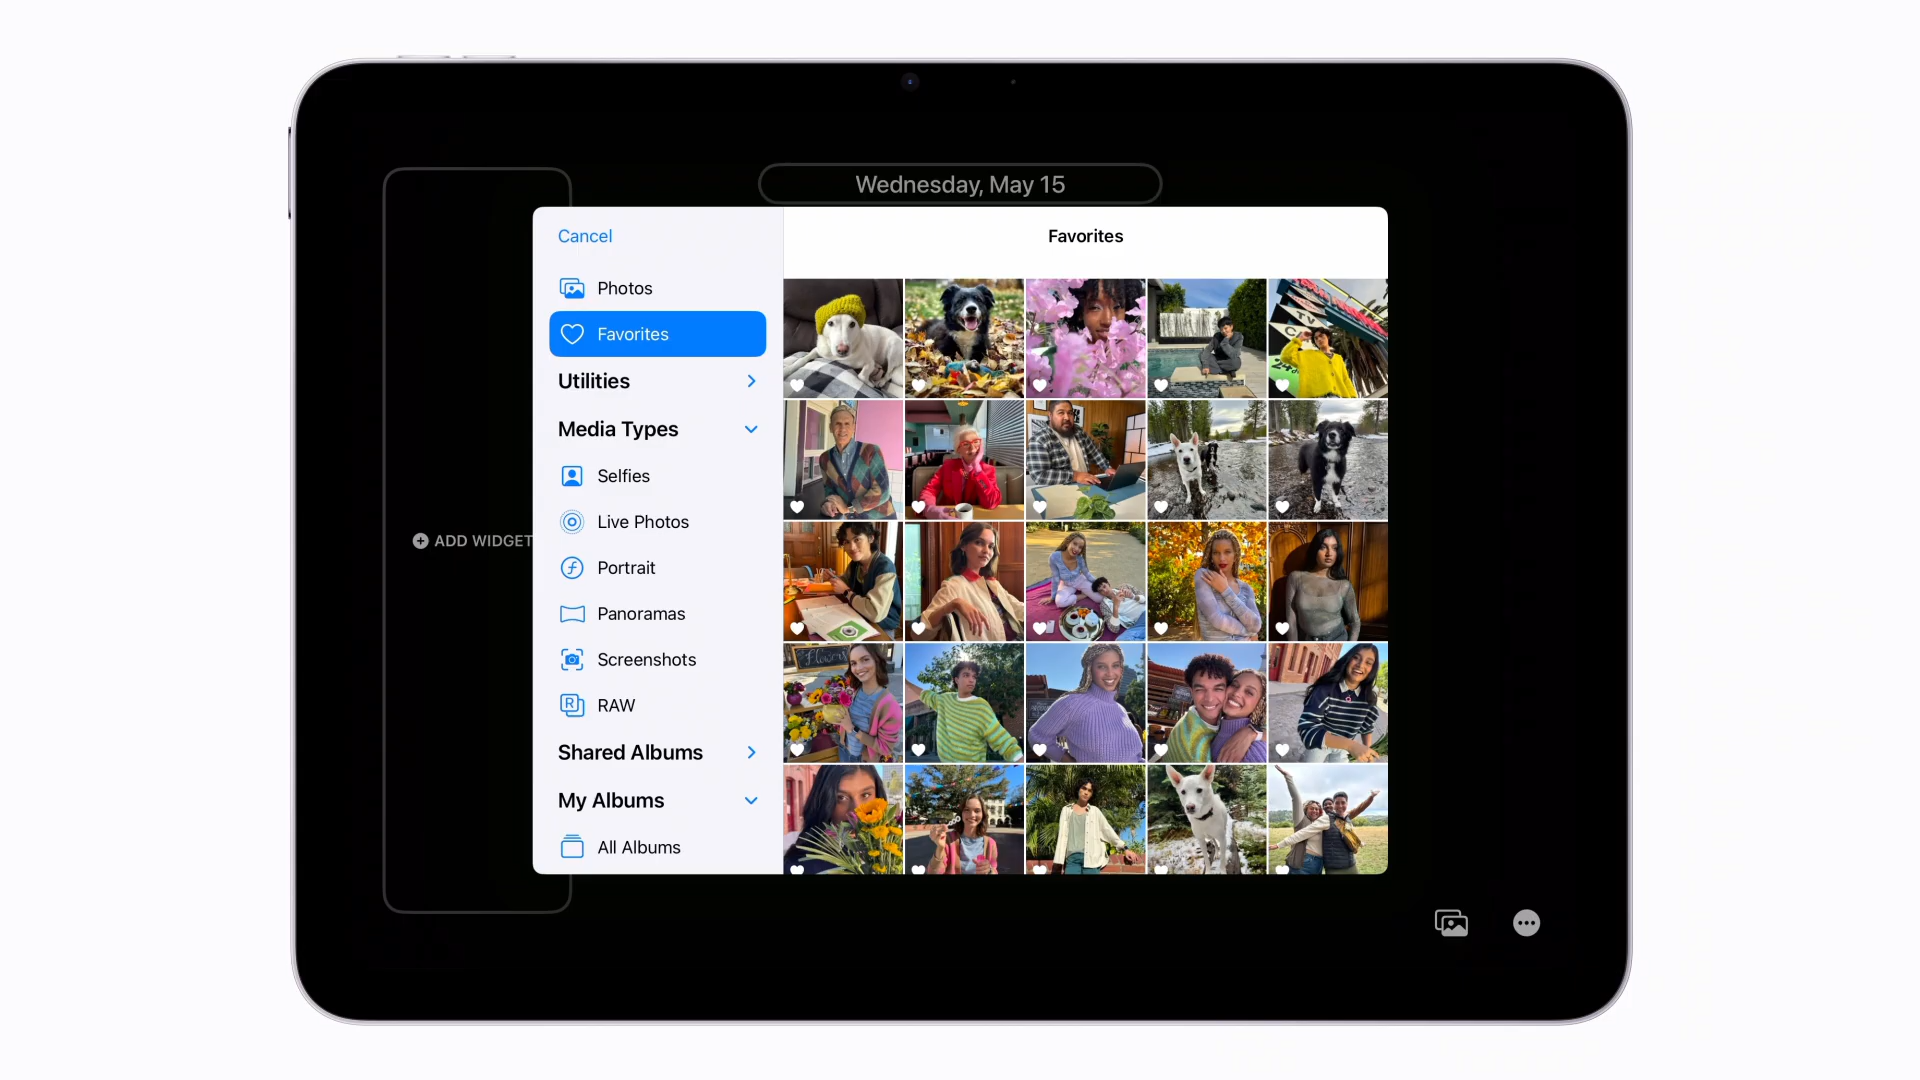 Wednesday, May 15
Cancel
Favorites
Photos
Favorites
Utilities
Media Types
Selfies
Live Photos
Portrait
Panoramas
Screenshots
RAW
Shared Albums
My Albums
All Albums
ADD WIDGET
Flowers